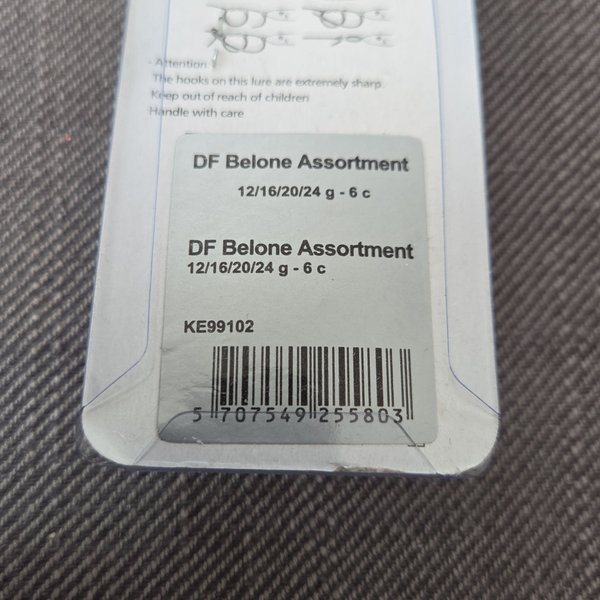 - Attention
The hooks on this lure are extremely sharp
Keep out of reach of children
Handle with care
DF Belone Assortment
12/16/20/24 g - 6 c
DF Belone Assortment
12/16/20/24 g - 6 c
KE99102
5 707549 255803